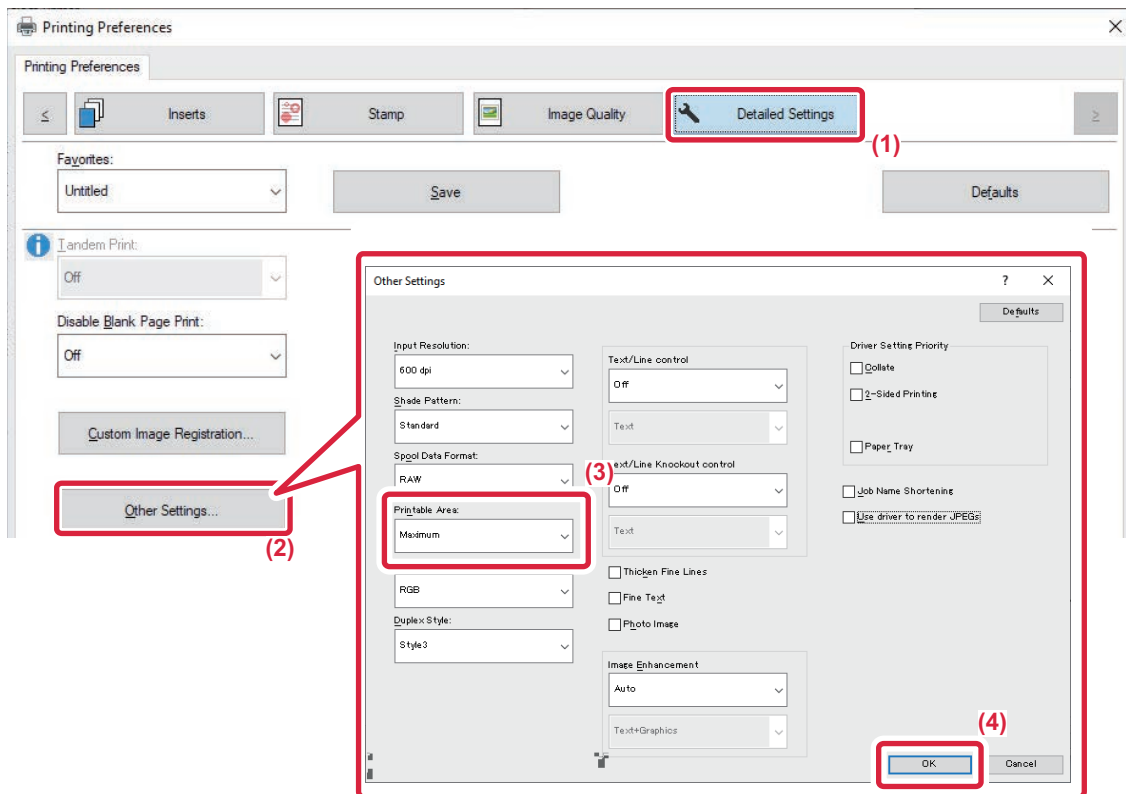 Printing Preferences
Printing Preferences
Inserts
Stamp
Image Quality
Detailed Settings
(1)
Favorites:
Untitled
Save
Defaults
Tandem Print:
Off
Disable Blank Page Print:
Off
Custom Image Registration...
Other Settings...
(2)
Other Settings
?
Defaults
Input Resolution:
600 dpi
Shade Pattern:
Standard
Spool Data Format:
RAW
(3)
Printable Area:
Maximum
RGB
Duplex Style:
Style3
Text/Line control
Off
Text
ext/Line Knockout control
Off
Text
Thicken Fine Lines
Fine Text
Photo Image
Image Enhancement
Auto
Text+Graphics
Driver Setting Priority
Collate
2-Sided Printing
Paper Tray
Job Name Shortening
Use driver to render JPEGs
(4)
OK
Cancel